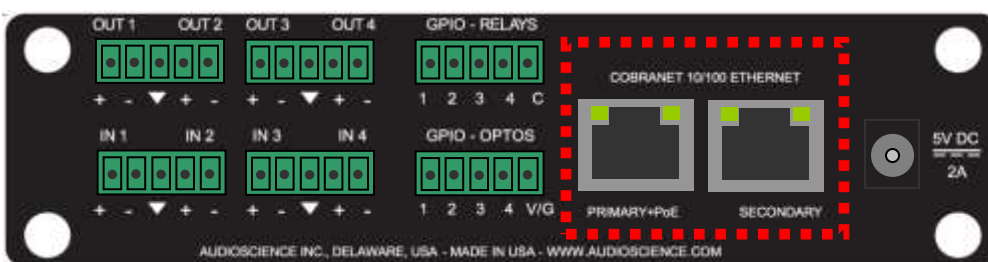 OUT 1 OUT 2 OUT 3 OUT 4 GPIO - RELAYS
COBRANET 10/100 ETHERNET
+ - + - + - + - 1 2 3 4 C
IN 1 IN 2 IN 3 IN 4 GPIO - OPTOS
5V DC
2A
+ - + - + - + - 1 2 3 4 V/G
PRIMARY+PoE SECONDARY
AUDIOSCIENCE INC., DELAWARE, USA - MADE IN USA - WWW.AUDIOSCIENCE.COM